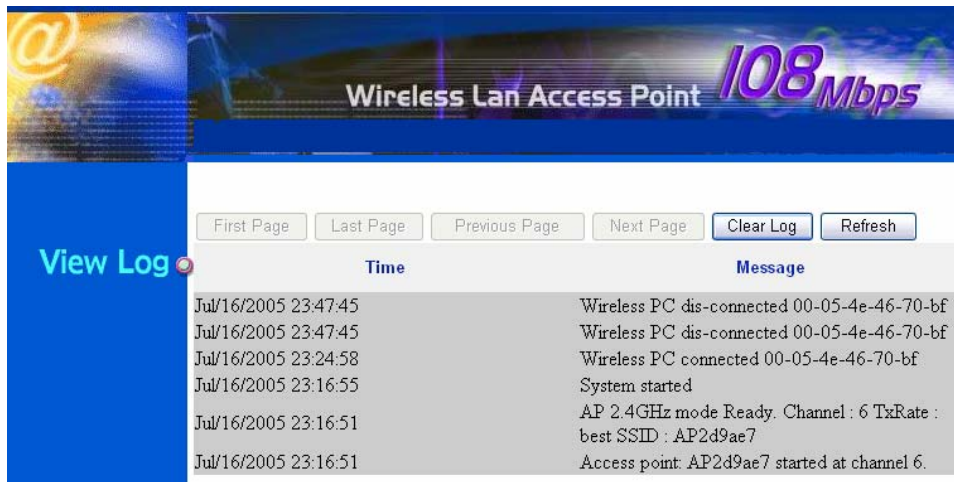 @
Wireless Lan Access Point 108Mbps
First Page Last Page Previous Page Next Page Clear Log Refresh
View Log
Time Message
Jul/16/2005 23:47:45 Wireless PC dis-connected 00-05-4e-46-70-bf
Jul/16/2005 23:47:45 Wireless PC dis-connected 00-05-4e-46-70-bf
Jul/16/2005 23:24:58 Wireless PC connected 00-05-4e-46-70-bf
Jul/16/2005 23:16:55 System started
Jul/16/2005 23:16:51 AP 2.4GHz mode Ready. Channel : 6 TxRate :
best SSID : AP2d9ae7
Jul/16/2005 23:16:51 Access point: AP2d9ae7 started at channel 6.